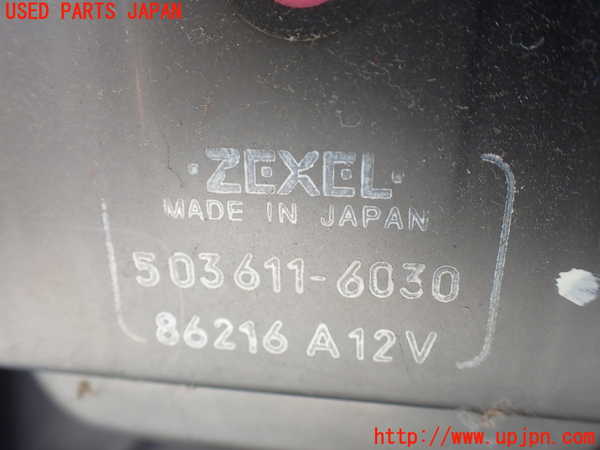 USED PARTS JAPAN
·ZEXEL·
MADE IN JAPAN
503611-6030
86216 A12V
http://www.upjpn.com/